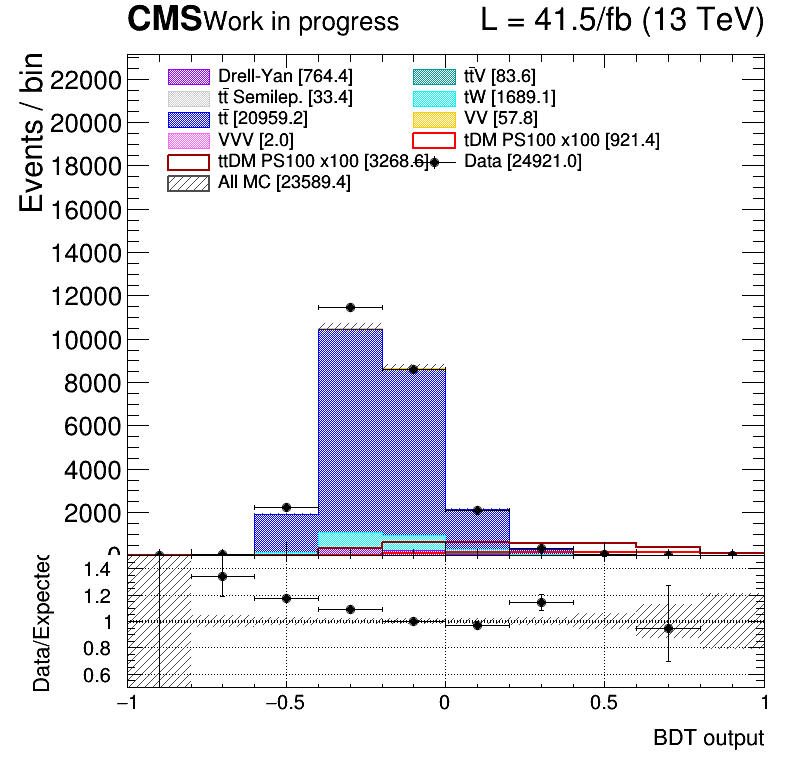 CMS Work in progress L = 41.5/fb (13 TeV)
Events / bin
22000
20000
18000
16000
14000
12000
10000
8000
6000
4000
2000
0
Drell-Yan [764.4]
tt̄V [83.6]
tt̄ Semilep. [33.4]
tW [1689.1]
tt̄ [20959.2]
VV [57.8]
VVV [2.0]
tDM PS100 x100 [921.4]
ttDM PS100 x100 [3268.6]
Data [24921.0]
All MC [23589.4]
Data/Expected
1.4
1.2
1
0.8
0.6
−1 −0.5 0 0.5 1
BDT output